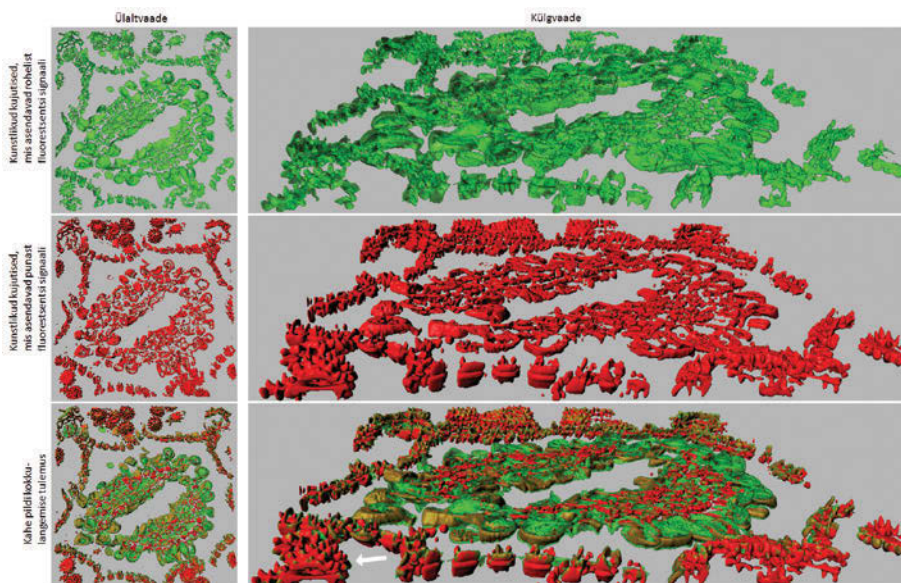 Ülaltvaade
Külgvaade
Kunstlikud kujutised,
mis asendavad rohelist
fluorestsentsi signaali
Kunstlikud kujutised,
mis asendavad punast
fluorestsentsi signaali
Kahe pildi kokku-
langemise tulemus